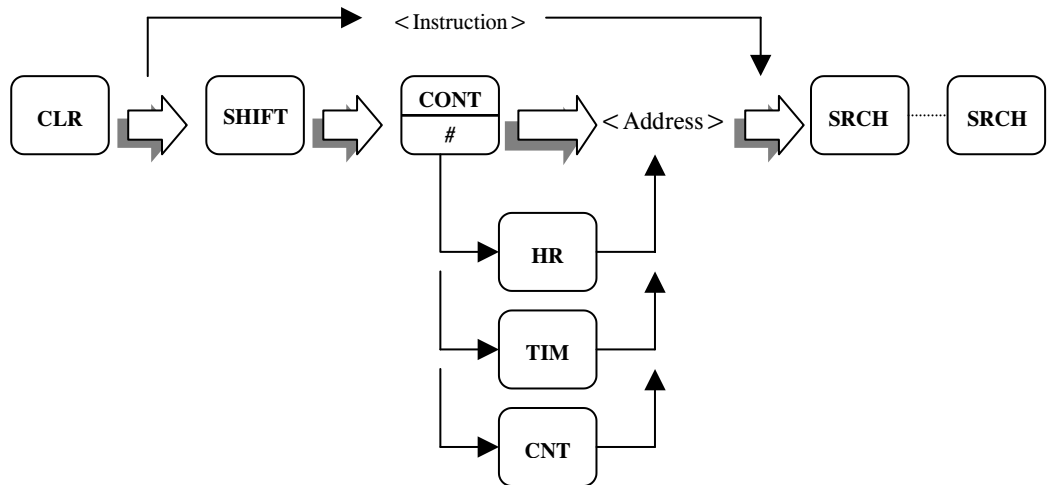 <Instruction>
CLR
SHIFT
CONT
#
<Address>
SRCH
SRCH
HR
TIM
CNT